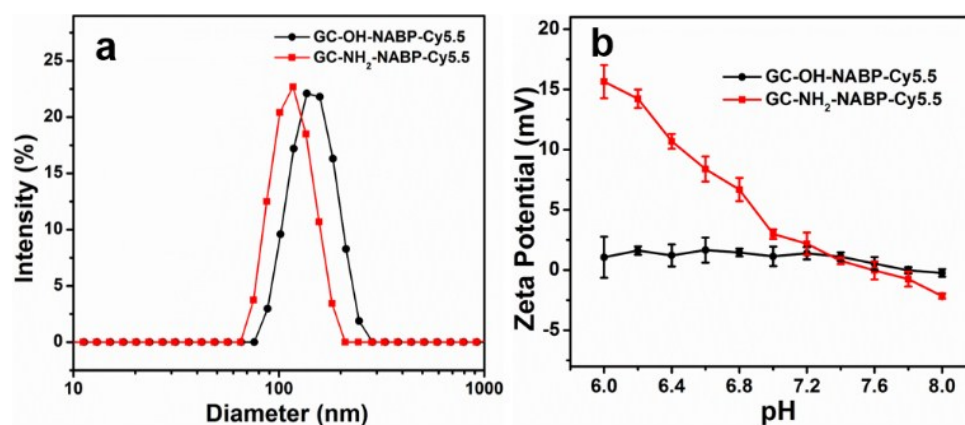 a
GC-OH-NABP-Cy5.5
GC-NH2-NABP-Cy5.5
Intensity (%)
25
20
15
10
5
0
10
100
1000
Diameter (nm)
b
GC-OH-NABP-Cy5.5
GC-NH2-NABP-Cy5.5
Zeta Potential (mV)
20
15
10
5
0
-5
6.0
6.4
6.8
7.2
7.6
8.0
pH